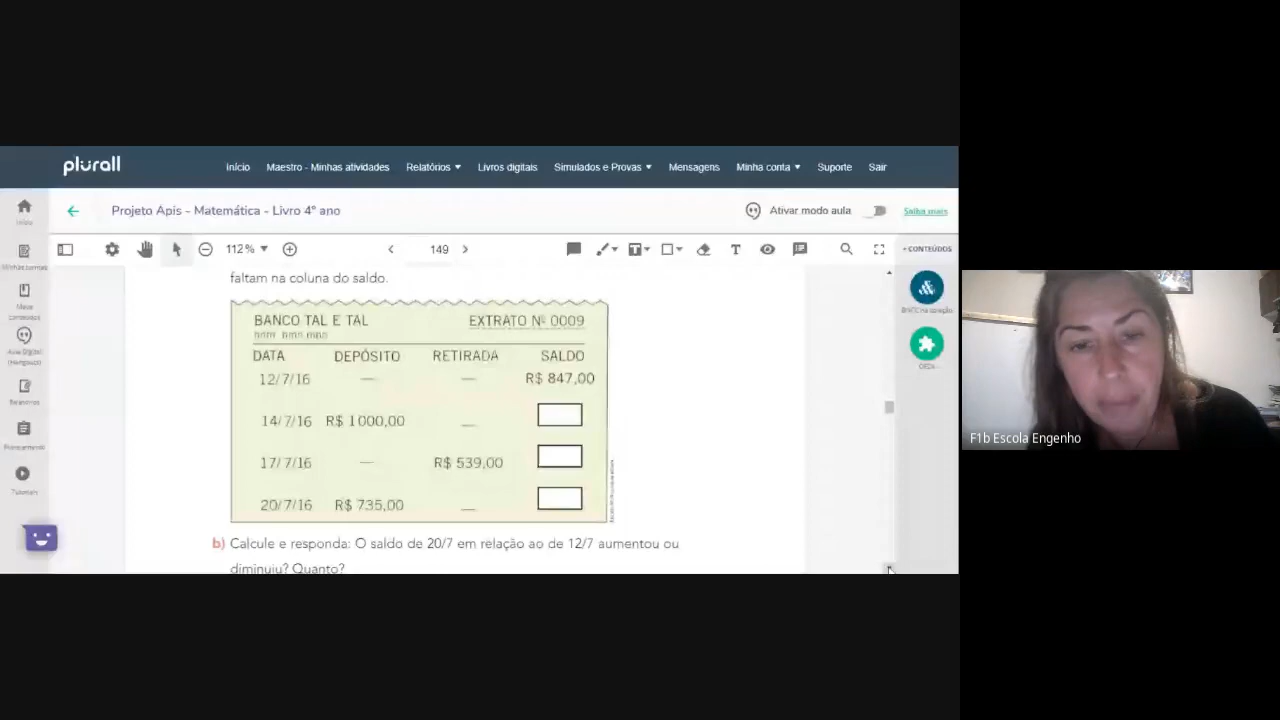 plurall
Início Maestro - Minhas atividades Relatórios Livros digitais Simulados e Provas Mensagens Minha conta Suporte Sair
Projeto Apis - Matemática - Livro 4º ano Ativar modo aula Saiba mais
112% 149 T + CONTEÚDOS
Início
faltam na coluna do saldo.
BANCO TAL E TAL EXTRATO Nº 0009
DATA DEPÓSITO RETIRADA SALDO
12/7/16 — — R$ 847,00
14/7/16 R$ 1 000,00 —
17/7/16 — R$ 539,00
20/7/16 R$ 735,00 —
b) Calcule e responda: O saldo de 20/7 em relação ao de 12/7 aumentou ou
diminuiu? Quanto?
F1b Escola Engenho